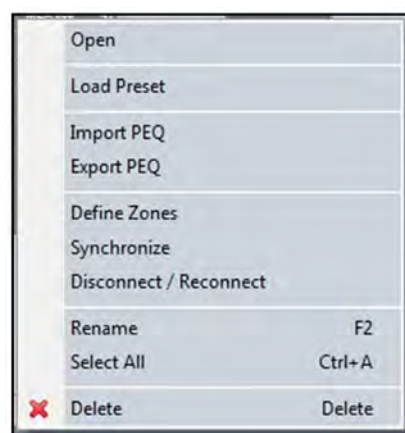 Open
Load Preset
Import PEQ
Export PEQ
Define Zones
Synchronize
Disconnect / Reconnect
Rename F2
Select All Ctrl+A
Delete Delete